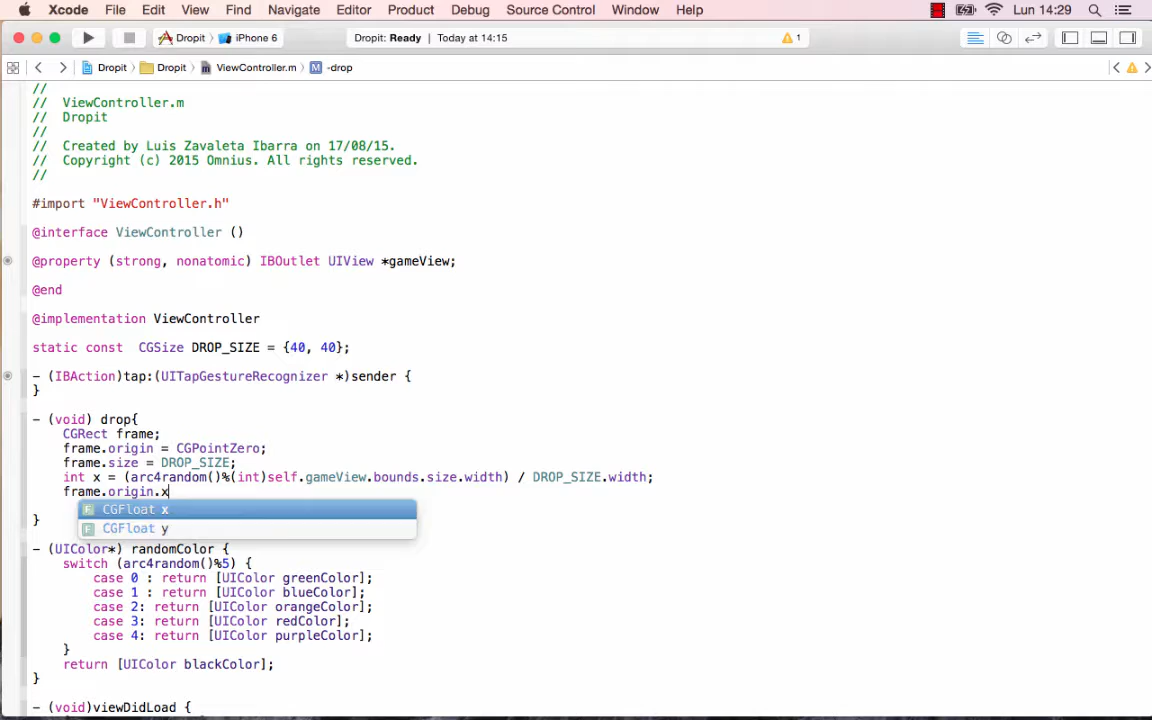 Xcode File Edit View Find Navigate Editor Product Debug Source Control Window Help Lun 14:29
Dropit iPhone 6 Dropit: Ready Today at 14:15 1
Dropit Dropit ViewController.m M -drop
//
// ViewController.m
// Dropit
//
// Created by Luis Zavaleta Ibarra on 17/08/15.
// Copyright (c) 2015 Omnius. All rights reserved.
//
#import "ViewController.h"
@interface ViewController ()
@property (strong, nonatomic) IBOutlet UIView *gameView;
@end
@implementation ViewController
static const  CGSize DROP_SIZE = {40, 40};
- (IBAction)tap:(UITapGestureRecognizer *)sender {
}
- (void) drop{
CGRect frame;
frame.origin = CGPointZero;
frame.size = DROP_SIZE;
int x = (arc4random()%(int)self.gameView.bounds.size.width) / DROP_SIZE.width;
frame.origin.x
F CGFloat x
F CGFloat y
}
- (UIColor*) randomColor {
switch (arc4random()%5) {
case 0 : return [UIColor greenColor];
case 1 : return [UIColor blueColor];
case 2: return [UIColor orangeColor];
case 3: return [UIColor redColor];
case 4: return [UIColor purpleColor];
}
return [UIColor blackColor];
}
- (void)viewDidLoad {